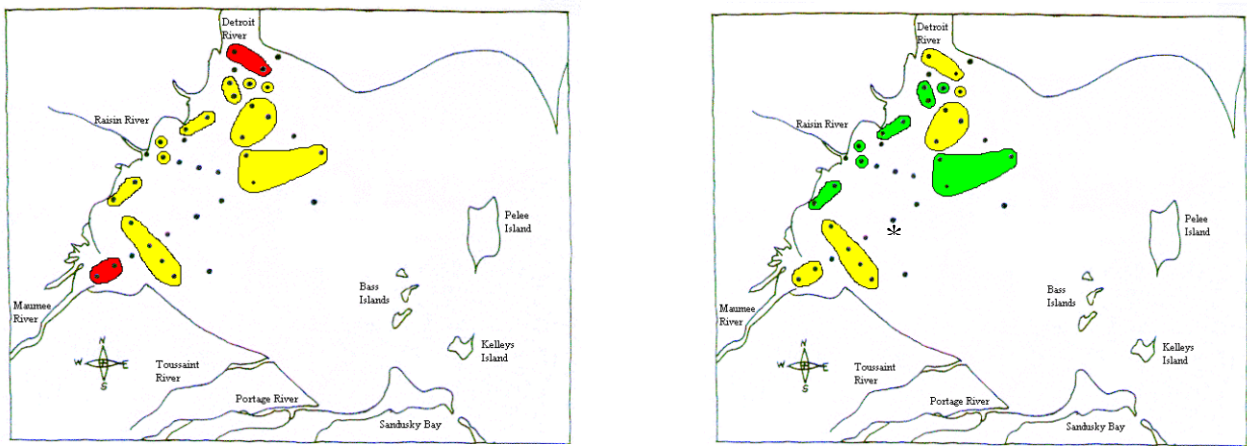 Detroit
River
Raisin River
Pelee
Island
Bass
Islands
Maumee
River
Kelleys
Island
N
W E
S
Toussaint
River
Portage River
Sandusky Bay
Detroit
River
Raisin River
*
Pelee
Island
Bass
Islands
Maumee
River
Kelleys
Island
N
W E
S
Toussaint
River
Portage River
Sandusky Bay